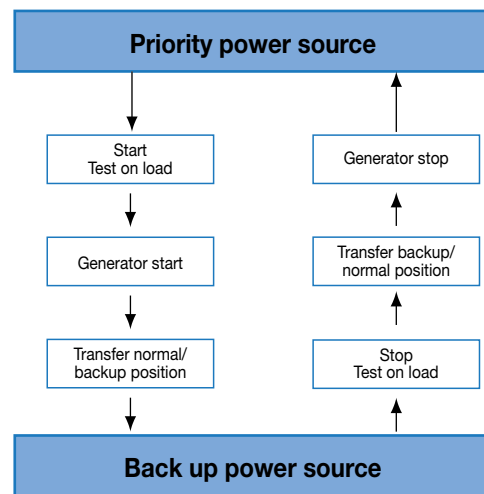 Priority power source
Start
Test on load
Generator start
Transfer normal/
backup position
Generator stop
Transfer backup/
normal position
Stop
Test on load
Back up power source